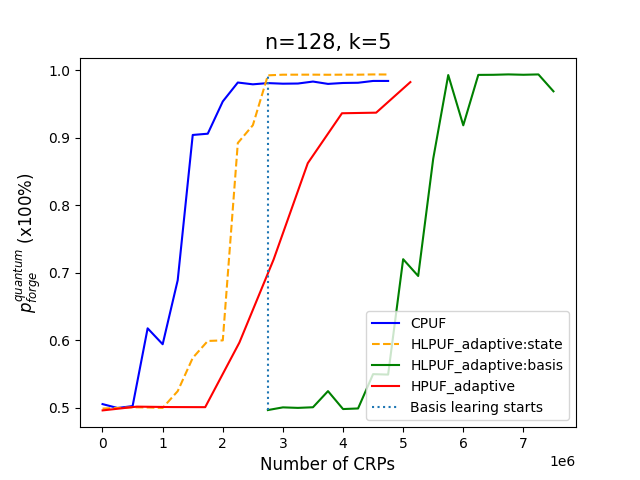 n=128, k=5
1.0
0.9
0.8
0.7
0.6
0.5
p_forge^quantum (x100%)
CPUF
HLPUF_adaptive:state
HLPUF_adaptive:basis
HPUF_adaptive
Basis learing starts
0 1 2 3 4 5 6 7
1e6
Number of CRPs